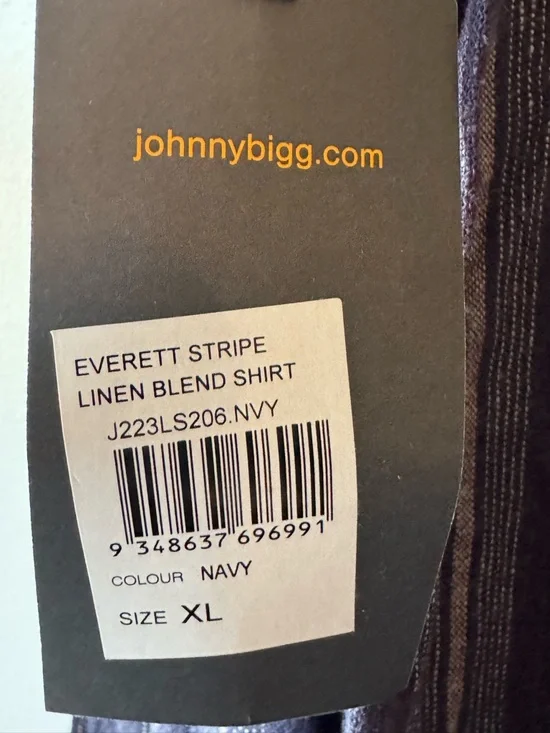 johnnybigg.com
EVERETT STRIPE
LINEN BLEND SHIRT
J223LS206.NVY
9 348637 696991
COLOUR NAVY
SIZE XL